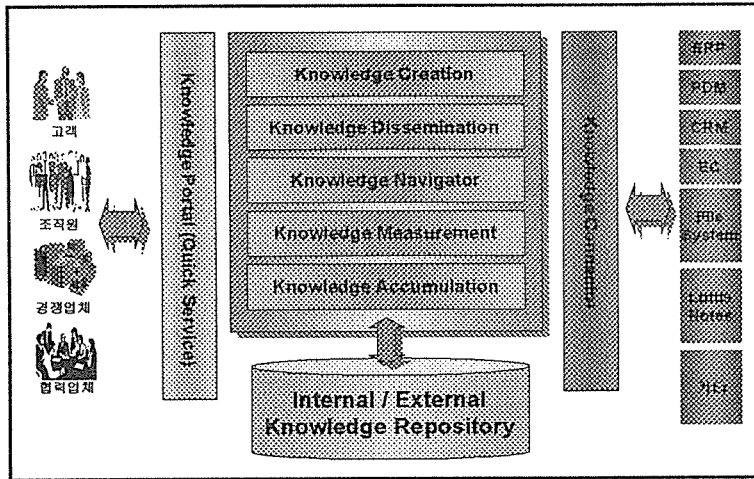 고객
조직원
경쟁업체
협력업체
Knowledge Portal (Quick Service)
Knowledge Creation
Knowledge Dissemination
Knowledge Navigator
Knowledge Measurement
Knowledge Accumulation
Internal / External
Knowledge Repository
Knowledge
ERP
PDM
CRM
EC
File
System
Lotus
Notes
기타